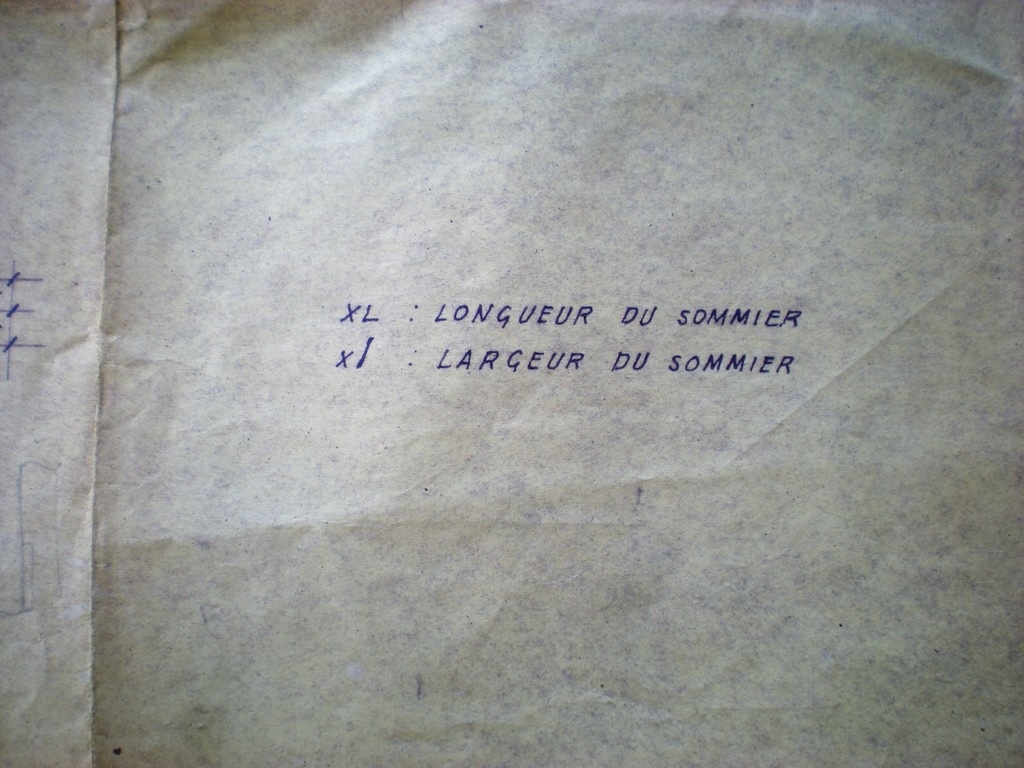 XL : LONGUEUR DU SOMMIER
xl : LARGEUR DU SOMMIER